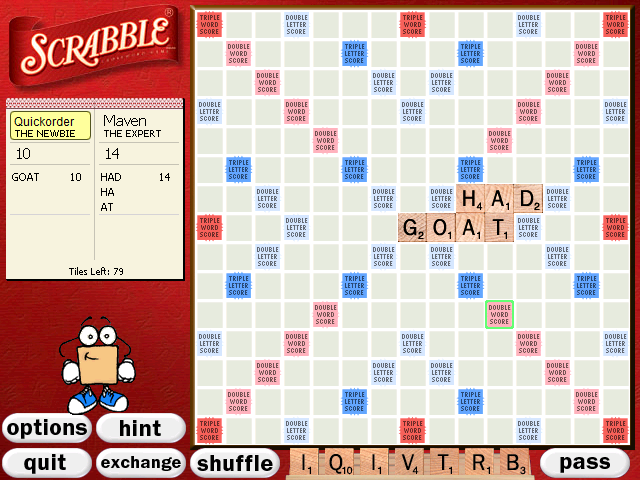 SCRABBLE®
Quickorder
THE NEWBIE
Maven
THE EXPERT
10 14
GOAT 10 HAD 14
HA
AT
Tiles Left: 79
TRIPLE WORD SCORE DOUBLE LETTER SCORE TRIPLE WORD SCORE DOUBLE LETTER SCORE TRIPLE WORD SCORE
DOUBLE WORD SCORE TRIPLE LETTER SCORE TRIPLE LETTER SCORE DOUBLE WORD SCORE
DOUBLE WORD SCORE DOUBLE LETTER SCORE DOUBLE LETTER SCORE DOUBLE WORD SCORE
DOUBLE LETTER SCORE DOUBLE WORD SCORE DOUBLE LETTER SCORE DOUBLE WORD SCORE DOUBLE LETTER SCORE
DOUBLE WORD SCORE DOUBLE WORD SCORE
TRIPLE LETTER SCORE TRIPLE LETTER SCORE TRIPLE LETTER SCORE TRIPLE LETTER SCORE
DOUBLE LETTER SCORE DOUBLE LETTER SCORE DOUBLE LETTER SCORE H4 A1 D2 DOUBLE LETTER SCORE
TRIPLE WORD SCORE DOUBLE LETTER SCORE G2 O1 A1 T1 DOUBLE LETTER SCORE TRIPLE WORD SCORE
DOUBLE LETTER SCORE DOUBLE LETTER SCORE DOUBLE LETTER SCORE DOUBLE LETTER SCORE
TRIPLE LETTER SCORE TRIPLE LETTER SCORE TRIPLE LETTER SCORE TRIPLE LETTER SCORE
DOUBLE WORD SCORE DOUBLE WORD SCORE
DOUBLE LETTER SCORE DOUBLE WORD SCORE DOUBLE LETTER SCORE DOUBLE WORD SCORE DOUBLE LETTER SCORE
DOUBLE WORD SCORE DOUBLE LETTER SCORE DOUBLE LETTER SCORE DOUBLE WORD SCORE
DOUBLE WORD SCORE TRIPLE LETTER SCORE TRIPLE LETTER SCORE DOUBLE WORD SCORE
TRIPLE WORD SCORE DOUBLE LETTER SCORE TRIPLE WORD SCORE DOUBLE LETTER SCORE TRIPLE WORD SCORE
options hint
quit exchange shuffle I1 Q10 I1 V4 T1 R1 B3 pass